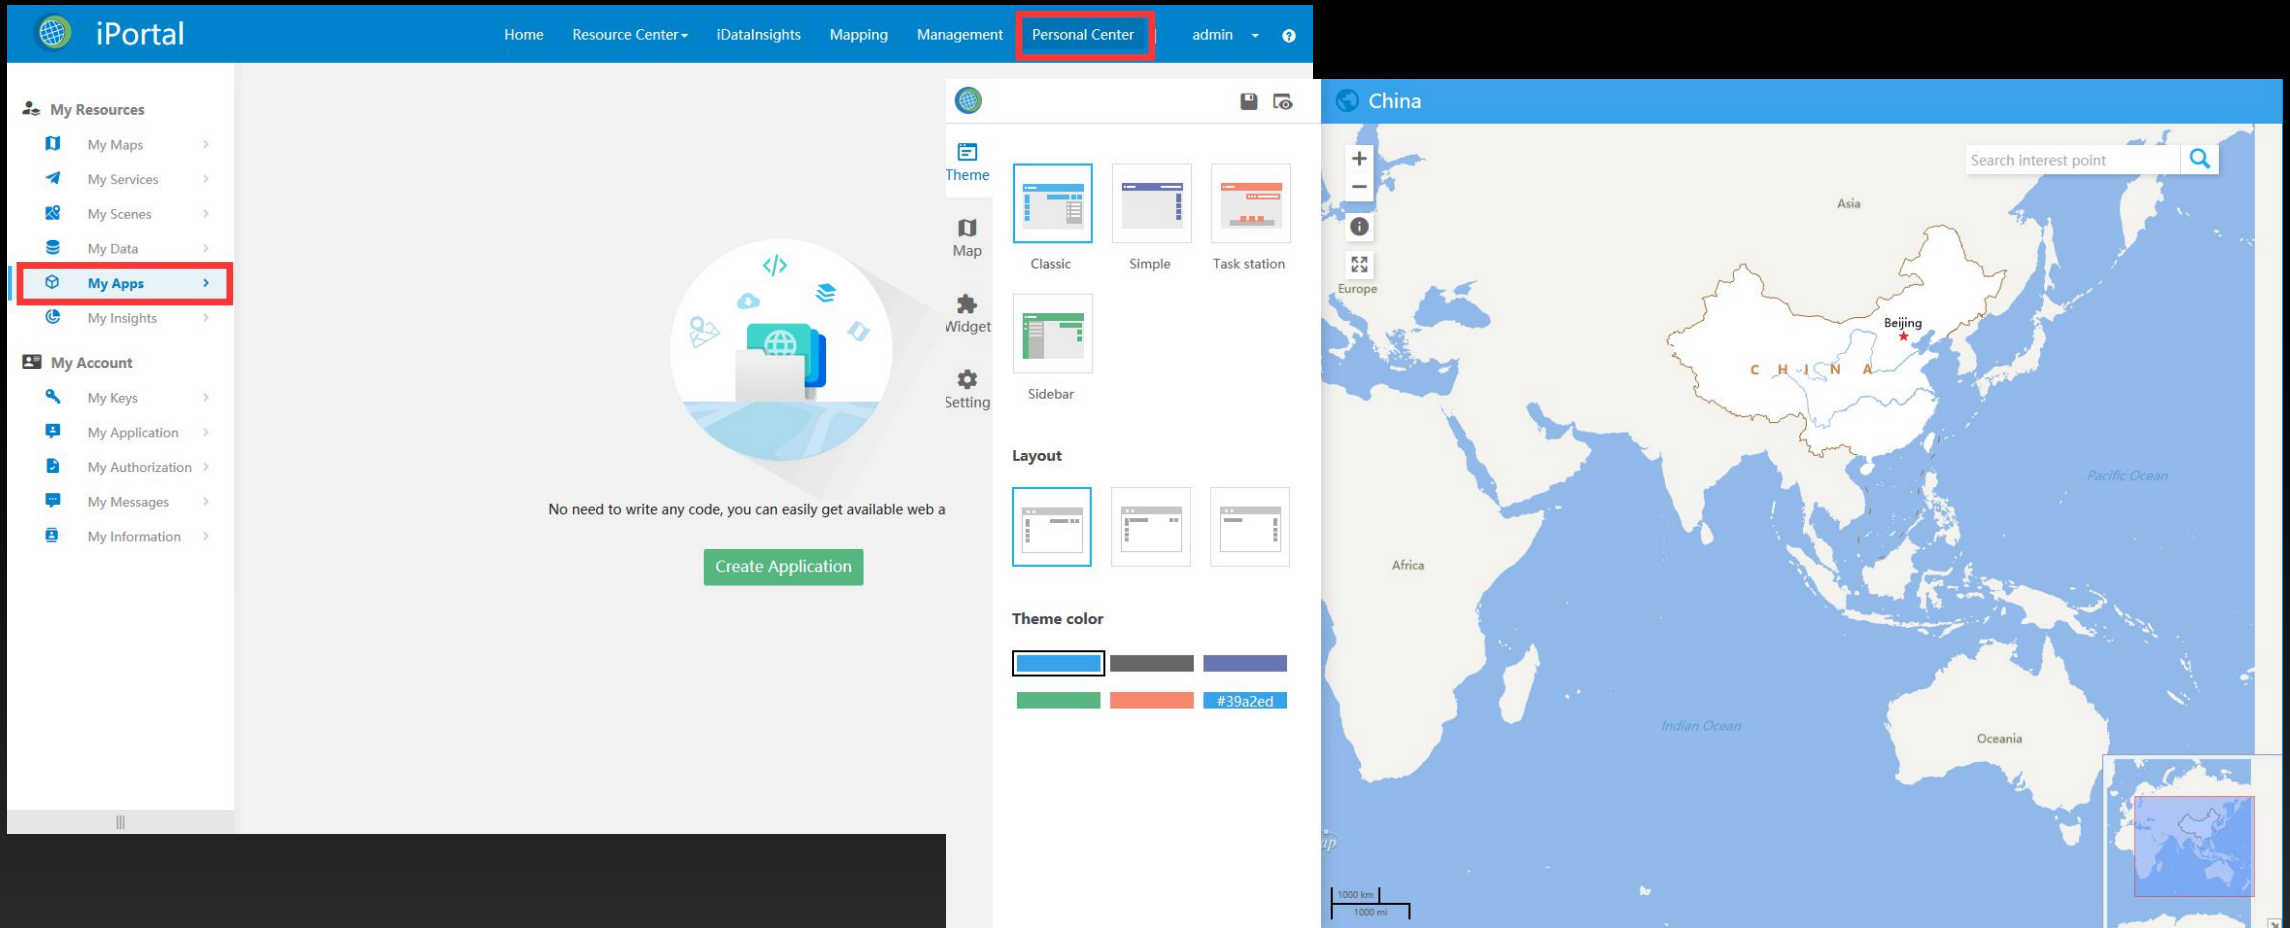 iPortal
Home Resource Center iDataInsights Mapping Management Personal Center admin
My Resources
My Maps
My Services
My Scenes
My Data
My Apps
My Insights
My Account
My Keys
My Application
My Authorization
My Messages
My Information
No need to write any code, you can easily get available web a
Create Application
Theme
Map
Widget
Setting
Classic Simple Task station
Sidebar
Layout
Theme color
#39a2ed
China
Search interest point
Asia
Europe
Beijing
CHINA
Pacific Ocean
Africa
Indian Ocean
Oceania
1000 km
1000 mi